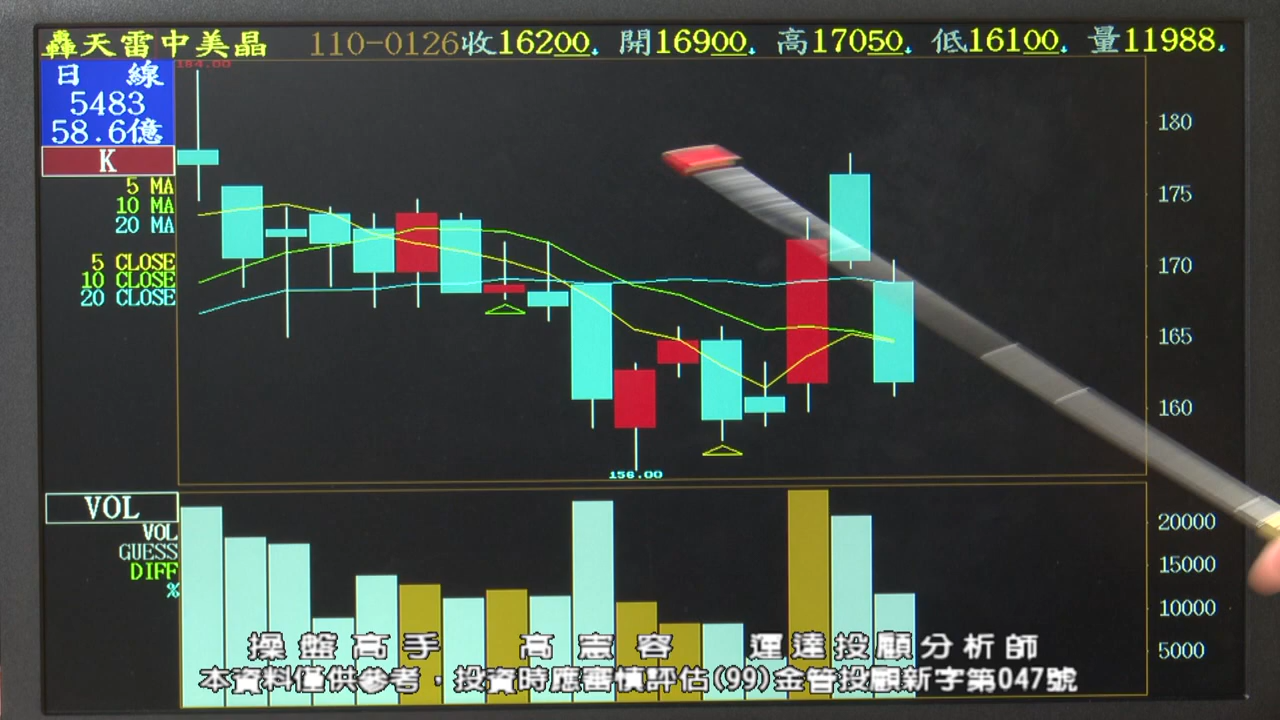 轟天雷中美晶 110-0126收16200. 開16900. 高17050. 低16100. 量11988.
184.00
日 線
5483
58.6億
K
5 MA
10 MA
20 MA
5 CLOSE
10 CLOSE
20 CLOSE
180
175
170
165
160
156.00
VOL
VOL
GUESS
DIFF
%
20000
15000
10000
5000
操盤高手 高憲容 運達投顧分析師
本資料僅供參考，投資時應審慎評估(99)金管投顧新字第047號